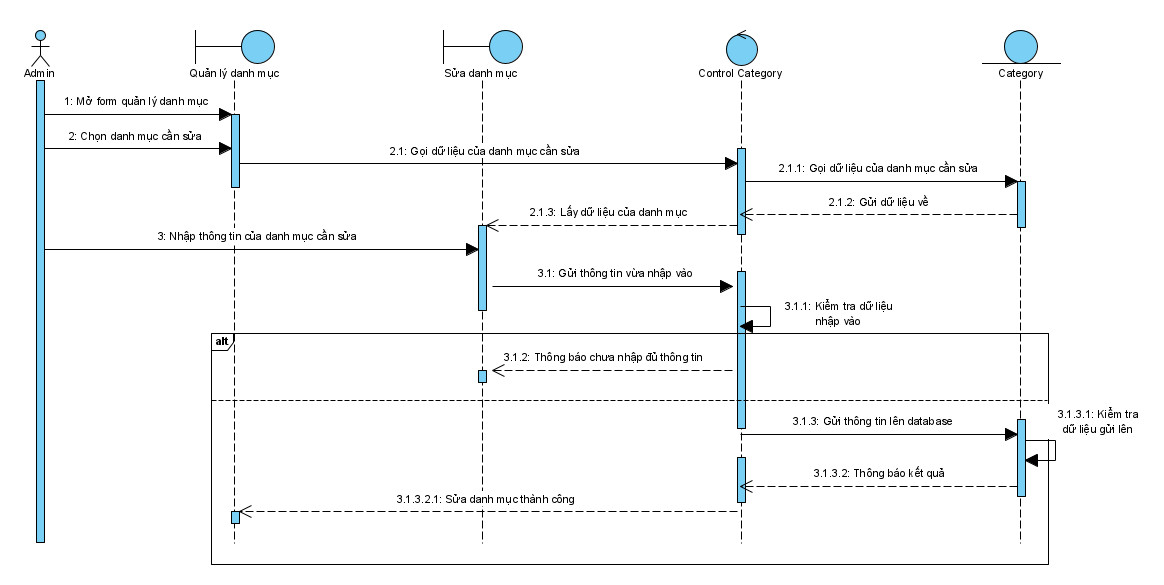 Admin
Quản lý danh mục
Sửa danh mục
Control Category
Category
1: Mở form quản lý danh mục
2: Chọn danh mục cần sửa
2.1: Gọi dữ liệu của danh mục cần sửa
2.1.1: Gọi dữ liệu của danh mục cần sửa
2.1.2: Gửi dữ liệu về
2.1.3: Lấy dữ liệu của danh mục
3: Nhập thông tin của danh mục cần sửa
3.1: Gửi thông tin vừa nhập vào
3.1.1: Kiểm tra dữ liệu
nhập vào
alt
3.1.2: Thông báo chưa nhập đủ thông tin
3.1.3: Gửi thông tin lên database
3.1.3.1: Kiểm tra
dữ liệu gửi lên
3.1.3.2: Thông báo kết quả
3.1.3.2.1: Sửa danh mục thành công